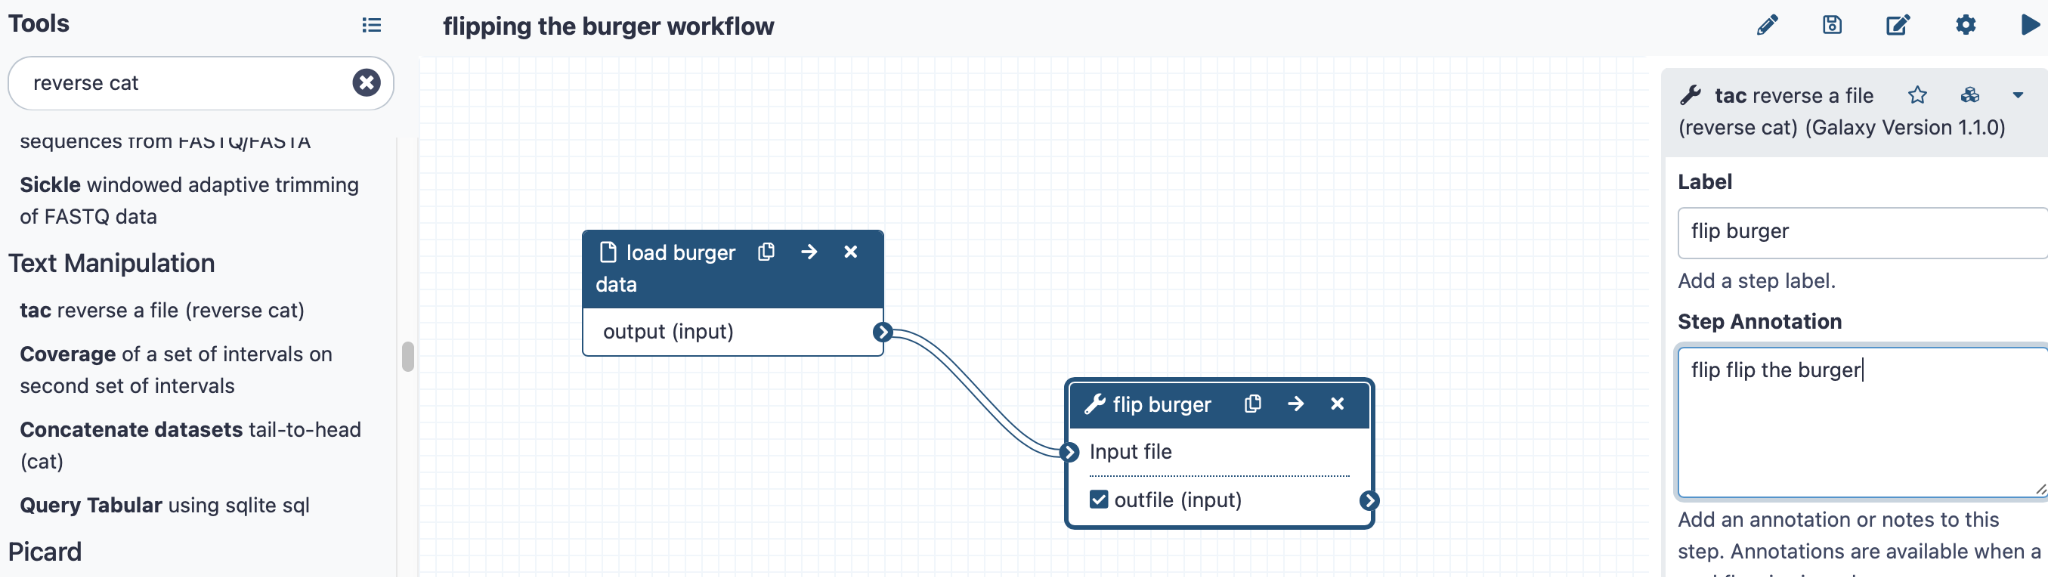 Tools
reverse cat
sequences from FASTQ/FASTA
Sickle windowed adaptive trimming
of FASTQ data
Text Manipulation
tac reverse a file (reverse cat)
Coverage of a set of intervals on
second set of intervals
Concatenate datasets tail-to-head
(cat)
Query Tabular using sqlite sql
Picard
flipping the burger workflow
load burger
data
output (input)
flip burger
Input file
outfile (input)
tac reverse a file
(reverse cat) (Galaxy Version 1.1.0)
Label
flip burger
Add a step label.
Step Annotation
flip flip the burger
Add an annotation or notes to this
step. Annotations are available when a